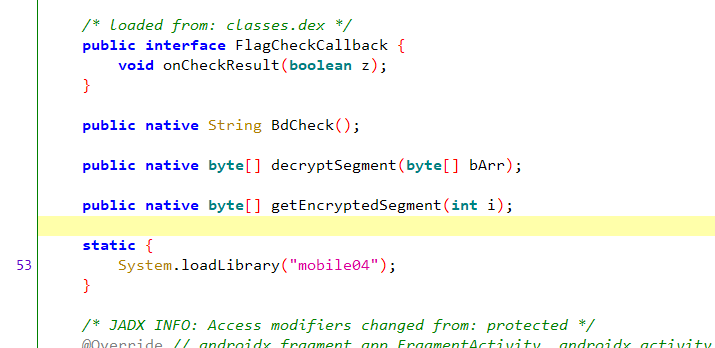 /* loaded from: classes.dex */
public interface FlagCheckCallback {
void onCheckResult(boolean z);
}
public native String BdCheck();
public native byte[] decryptSegment(byte[] bArr);
public native byte[] getEncryptedSegment(int i);
static {
53 System.loadLibrary("mobile04");
}
/* JADX INFO: Access modifiers changed from: protected */
@Override // androidx.fragment.app.FragmentActivity, androidx.activity